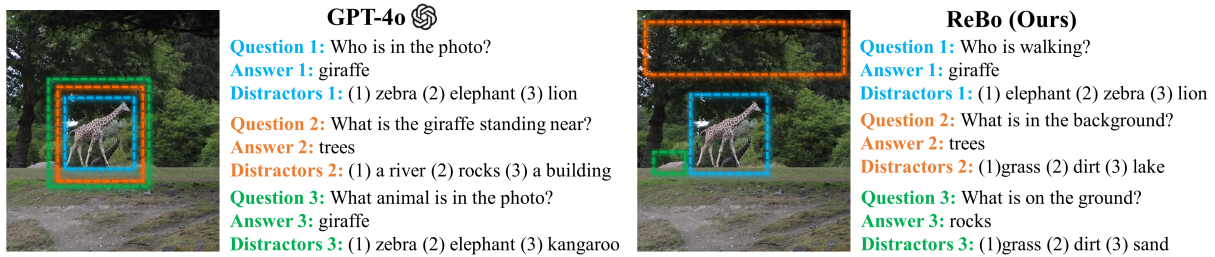 GPT-4o
Question 1: Who is in the photo?
Answer 1: giraffe
Distractors 1: (1) zebra (2) elephant (3) lion
Question 2: What is the giraffe standing near?
Answer 2: trees
Distractors 2: (1) a river (2) rocks (3) a building
Question 3: What animal is in the photo?
Answer 3: giraffe
Distractors 3: (1) zebra (2) elephant (3) kangaroo
ReBo (Ours)
Question 1: Who is walking?
Answer 1: giraffe
Distractors 1: (1) elephant (2) zebra (3) lion
Question 2: What is in the background?
Answer 2: trees
Distractors 2: (1)grass (2) dirt (3) lake
Question 3: What is on the ground?
Answer 3: rocks
Distractors 3: (1)grass (2) dirt (3) sand